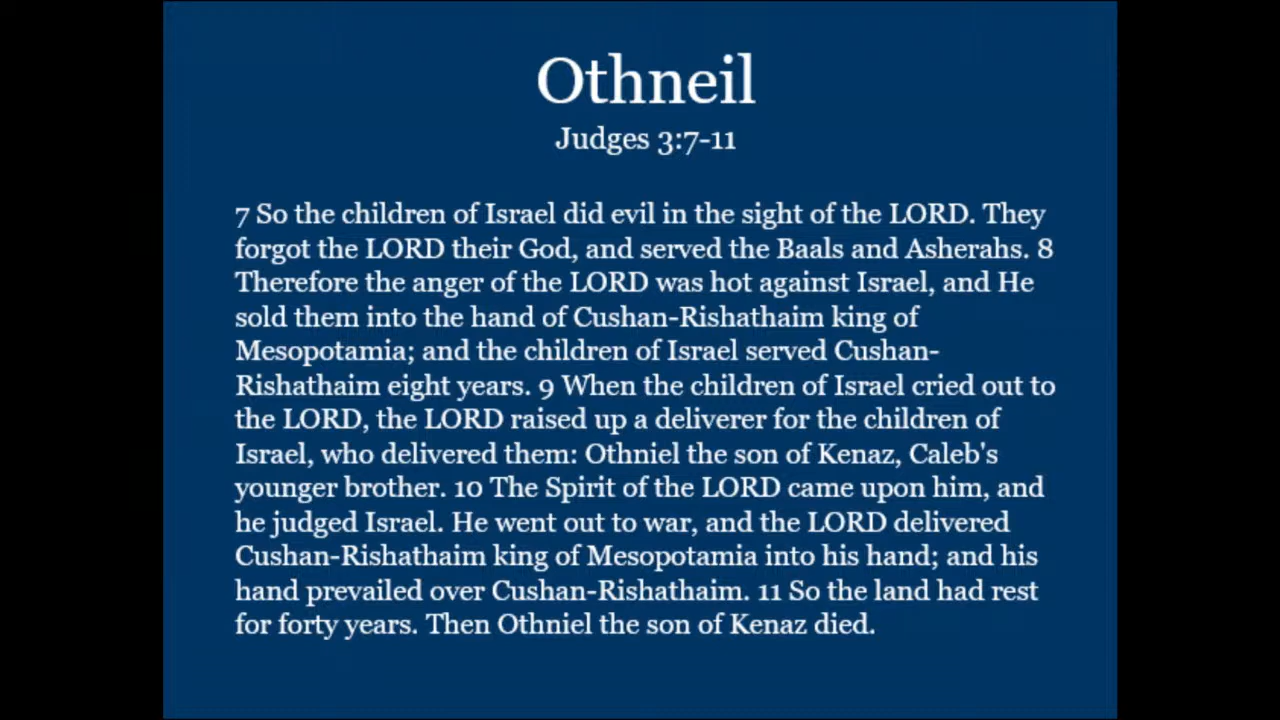 Othneil
Judges 3:7-11
7 So the children of Israel did evil in the sight of the LORD. They
forgot the LORD their God, and served the Baals and Asherahs. 8
Therefore the anger of the LORD was hot against Israel, and He
sold them into the hand of Cushan-Rishathaim king of
Mesopotamia; and the children of Israel served Cushan-
Rishathaim eight years. 9 When the children of Israel cried out to
the LORD, the LORD raised up a deliverer for the children of
Israel, who delivered them: Othniel the son of Kenaz, Caleb's
younger brother. 10 The Spirit of the LORD came upon him, and
he judged Israel. He went out to war, and the LORD delivered
Cushan-Rishathaim king of Mesopotamia into his hand; and his
hand prevailed over Cushan-Rishathaim. 11 So the land had rest
for forty years. Then Othniel the son of Kenaz died.